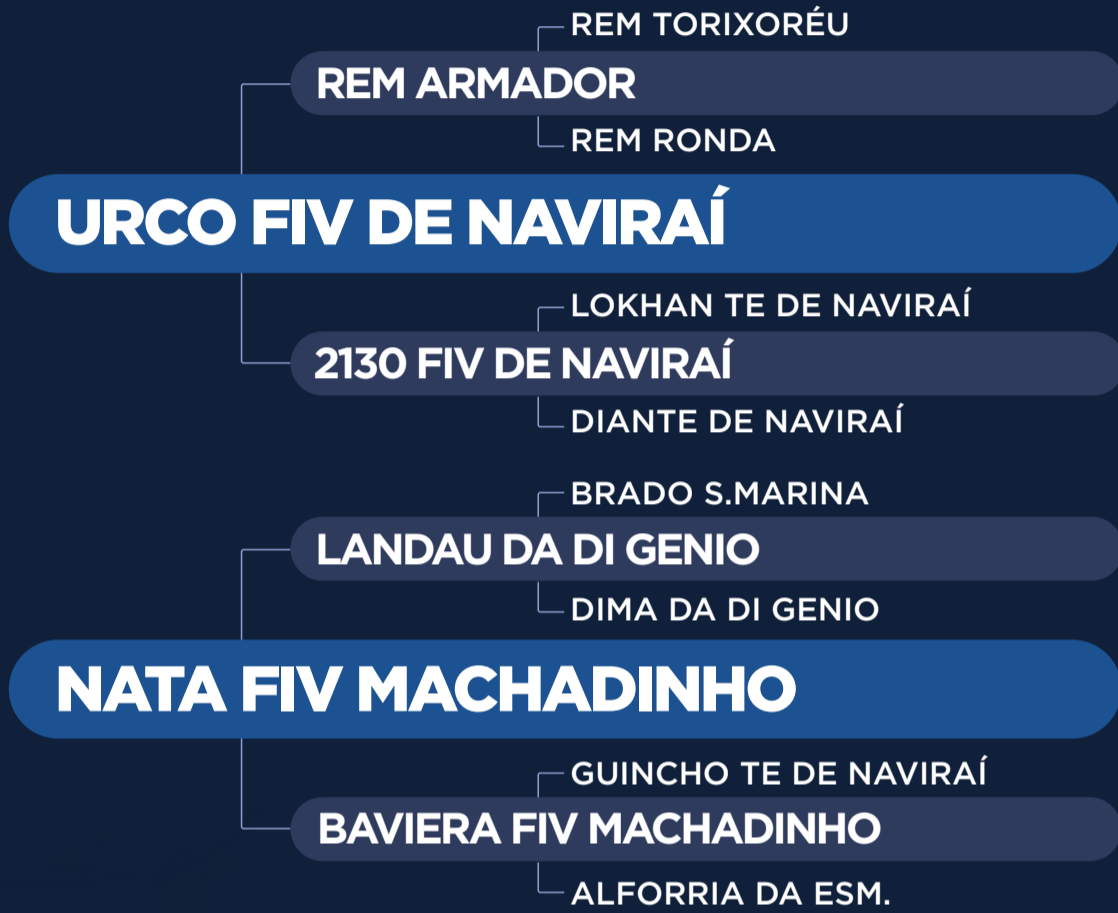 REM TORIXORÉU
REM ARMADOR
REM RONDA
URCO FIV DE NAVIRAÍ
LOKHAN TE DE NAVIRAÍ
2130 FIV DE NAVIRAÍ
DIANTE DE NAVIRAÍ
BRADO S.MARINA
LANDAU DA DI GENIO
DIMA DA DI GENIO
NATA FIV MACHADINHO
GUINCHO TE DE NAVIRAÍ
BAVIERA FIV MACHADINHO
ALFORRIA DA ESM.